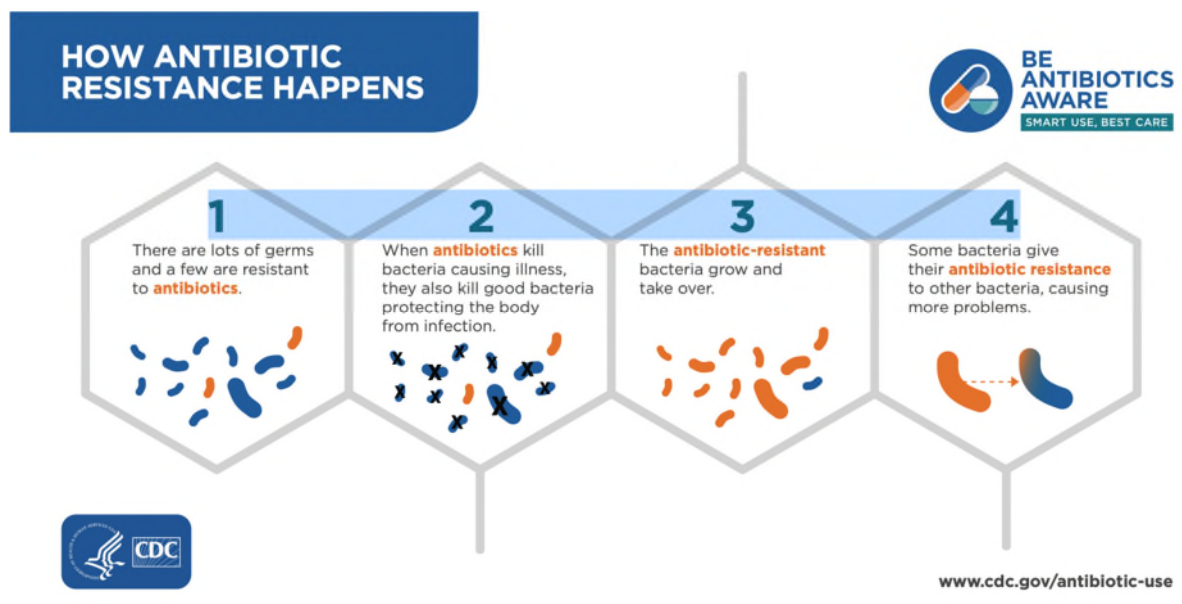 HOW ANTIBIOTIC
RESISTANCE HAPPENS
BE
ANTIBIOTICS
AWARE
SMART USE, BEST CARE
1
There are lots of germs
and a few are resistant
to antibiotics.
2
When antibiotics kill
bacteria causing illness,
they also kill good bacteria
protecting the body
from infection.
X
X
X
X
X
X
X
X
X
X
3
The antibiotic-resistant
bacteria grow and
take over.
4
Some bacteria give
their antibiotic resistance
to other bacteria, causing
more problems.
CDC
www.cdc.gov/antibiotic-use